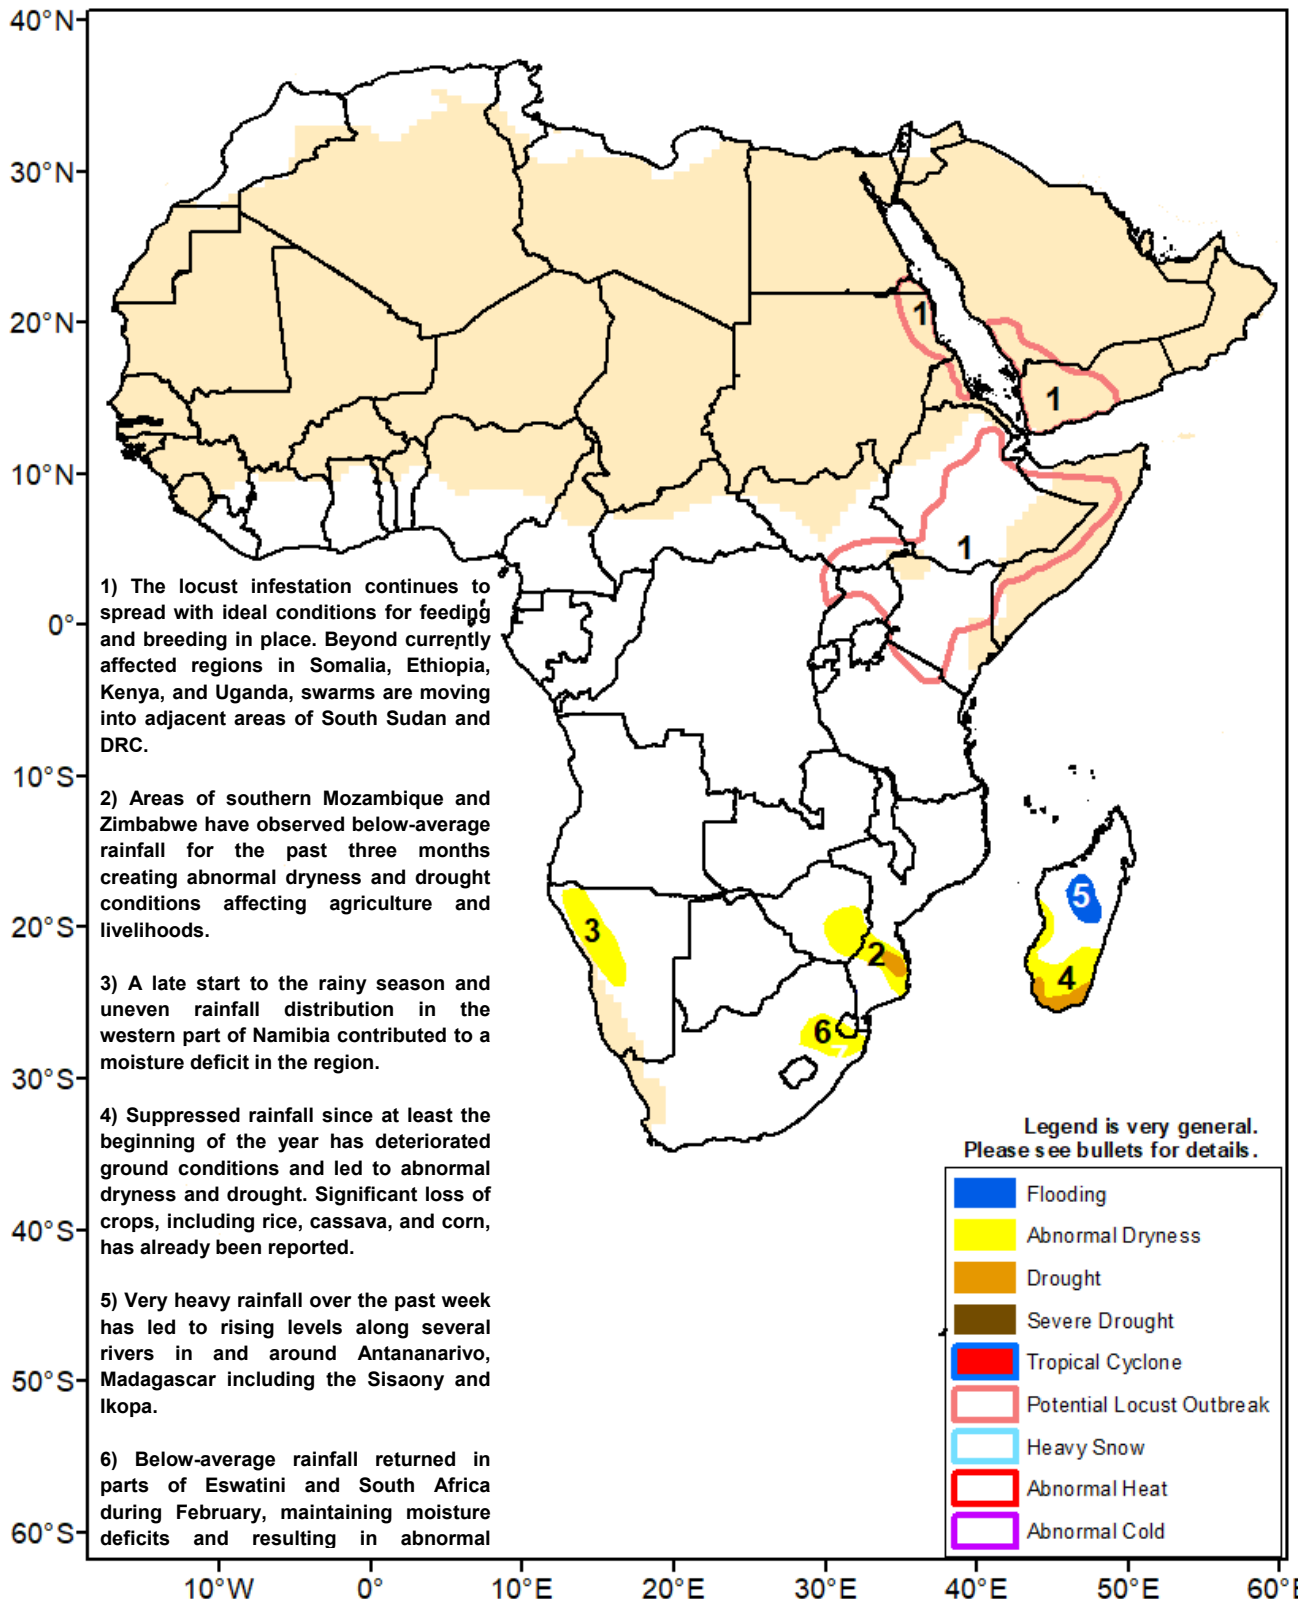 40°N
30°N
20°N
10°N
0°
10°S
20°S
30°S
40°S
50°S
60°S
1
1
1
1) The locust infestation continues to
spread with ideal conditions for feeding
and breeding in place. Beyond currently
affected regions in Somalia, Ethiopia,
Kenya, and Uganda, swarms are moving
into adjacent areas of South Sudan and
DRC.
2) Areas of southern Mozambique and
Zimbabwe have observed below-average
rainfall for the past three months
creating abnormal dryness and drought
conditions affecting agriculture and
livelihoods.
3) A late start to the rainy season and
uneven rainfall distribution in the
western part of Namibia contributed to a
moisture deficit in the region.
4) Suppressed rainfall since at least the
beginning of the year has deteriorated
ground conditions and led to abnormal
dryness and drought. Significant loss of
crops, including rice, cassava, and corn,
has already been reported.
5) Very heavy rainfall over the past week
has led to rising levels along several
rivers in and around Antananarivo,
Madagascar including the Sisaony and
Ikopa.
6) Below-average rainfall returned in
parts of Eswatini and South Africa
during February, maintaining moisture
deficits and resulting in abnormal
5
3
2
4
6
7
Legend is very general.
Please see bullets for details.
Flooding
Abnormal Dryness
Drought
Severe Drought
Tropical Cyclone
Potential Locust Outbreak
Heavy Snow
Abnormal Heat
Abnormal Cold
10°W
0°
10°E
20°E
30°E
40°E
50°E
60°E